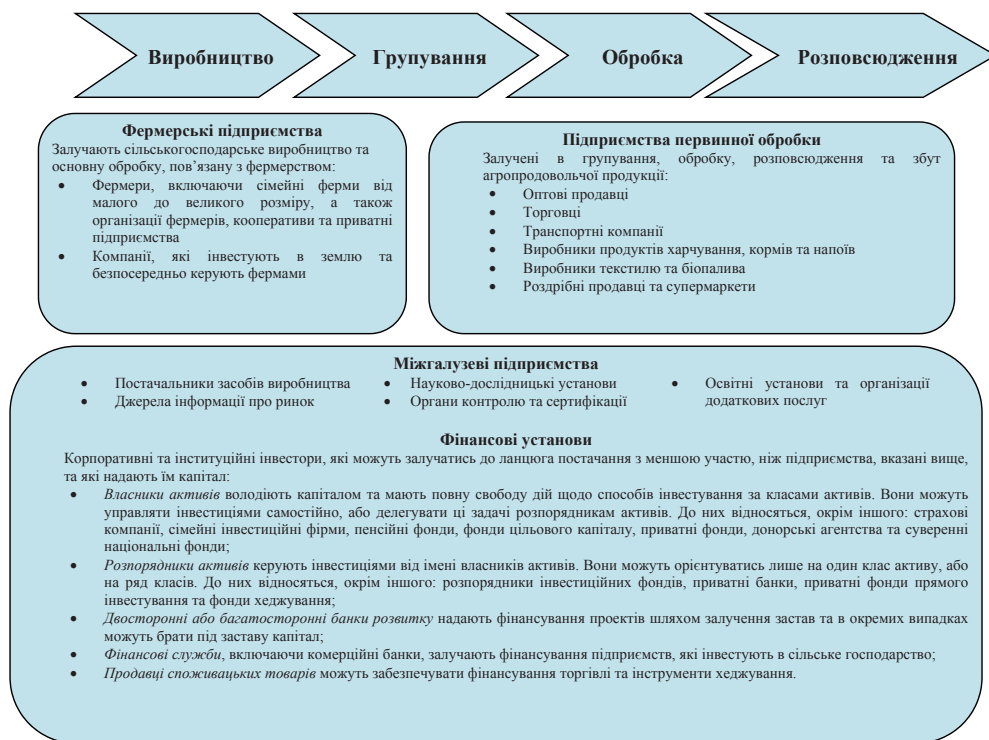 Виробництво
Групування
Обробка
Розповсюдження
Фермерські підприємства
Залучають сільськогосподарське виробництво та
основну обробку, пов’язану з фермерством:
• Фермери, включаючи сімейні ферми від
малого до великого розміру, а також
організації фермерів, кооперативи та приватні
підприємства
• Компанії, які інвестують в землю та
безпосередньо керують фермами
Підприємства первинної обробки
Залучені в групування, обробку, розповсюдження та збут
агропродовольчої продукції:
• Оптові продавці
• Торговці
• Транспортні компанії
• Виробники продуктів харчування, кормів та напоїв
• Виробники текстилю та біопалива
• Роздрібні продавці та супермаркети
Міжгалузеві підприємства
• Постачальники засобів виробництва
• Джерела інформації про ринок
• Науково-дослідницькі установи
• Органи контролю та сертифікації
• Освітні установи та організації
додаткових послуг
Фінансові установи
Корпоративні та інституційні інвестори, які можуть залучатись до ланцюга постачання з меншою участю, ніж підприємства, вказані вище,
та які надають їм капітал:
• Власники активів володіють капіталом та мають повну свободу дій щодо способів інвестування за класами активів. Вони можуть
управляти інвестиціями самостійно, або делегувати ці задачі розпорядникам активів. До них відносяться, окрім іншого: страхові
компанії, сімейні інвестиційні фірми, пенсійні фонди, фонди цільового капіталу, приватні фонди, донорські агентства та суверенні
національні фонди;
• Розпорядники активів керують інвестиціями від імені власників активів. Вони можуть орієнтуватись лише на один клас активу, або
на ряд класів. До них відносяться, окрім іншого: розпорядники інвестиційних фондів, приватні банки, приватні фонди прямого
інвестування та фонди хеджування;
• Двосторонні або багатосторонні банки розвитку надають фінансування проектів шляхом залучення застав та в окремих випадках
можуть брати під заставу капітал;
• Фінансові служби, включаючи комерційні банки, залучають фінансування підприємств, які інвестують в сільське господарство;
• Продавці споживацьких товарів можуть забезпечувати фінансування торгівлі та інструменти хеджування.